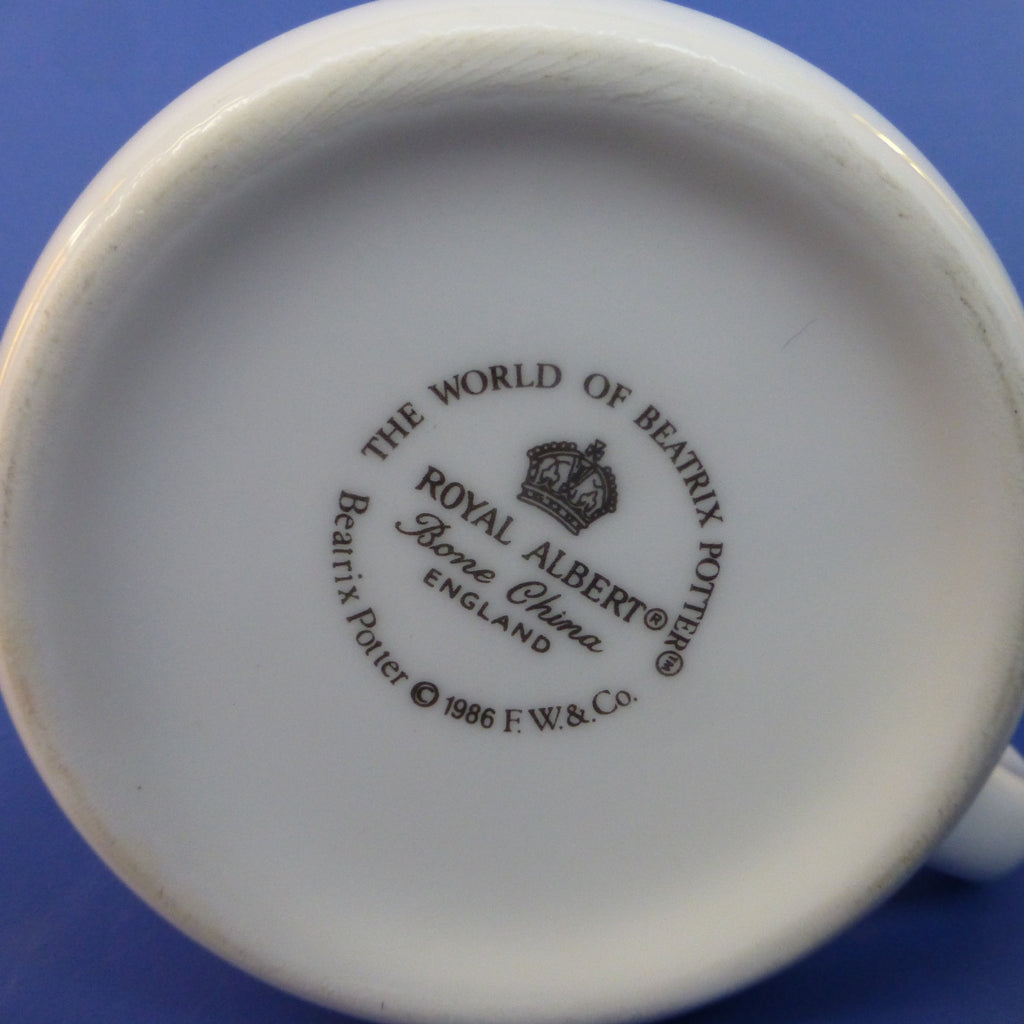 THE WORLD OF BEATRIX POTTER™
ROYAL ALBERT®
Bone China
ENGLAND
Beatrix Potter © 1986 F. W. & Co.